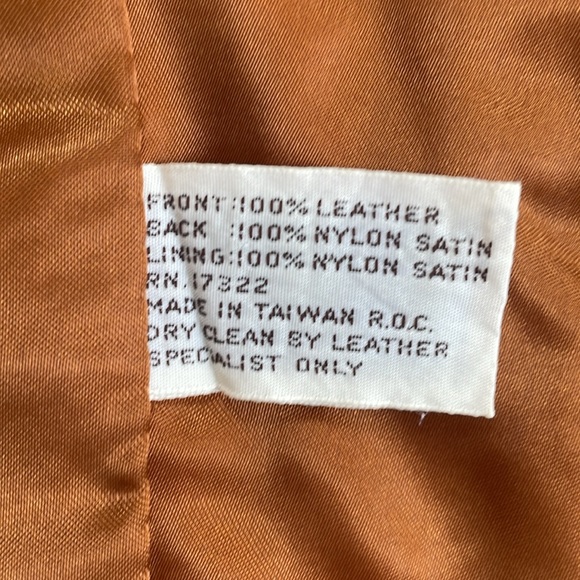 FRONT:100% LEATHER
BACK :100% NYLON SATIN
LINING:100% NYLON SATIN
RN.17322
MADE IN TAIWAN R.O.C.
DRY CLEAN BY LEATHER
SPECIALIST ONLY